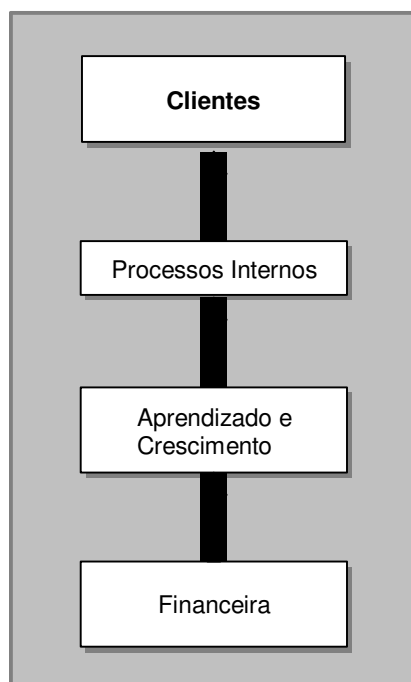 Clientes
Processos Internos
Aprendizado e
Crescimento
Financeira